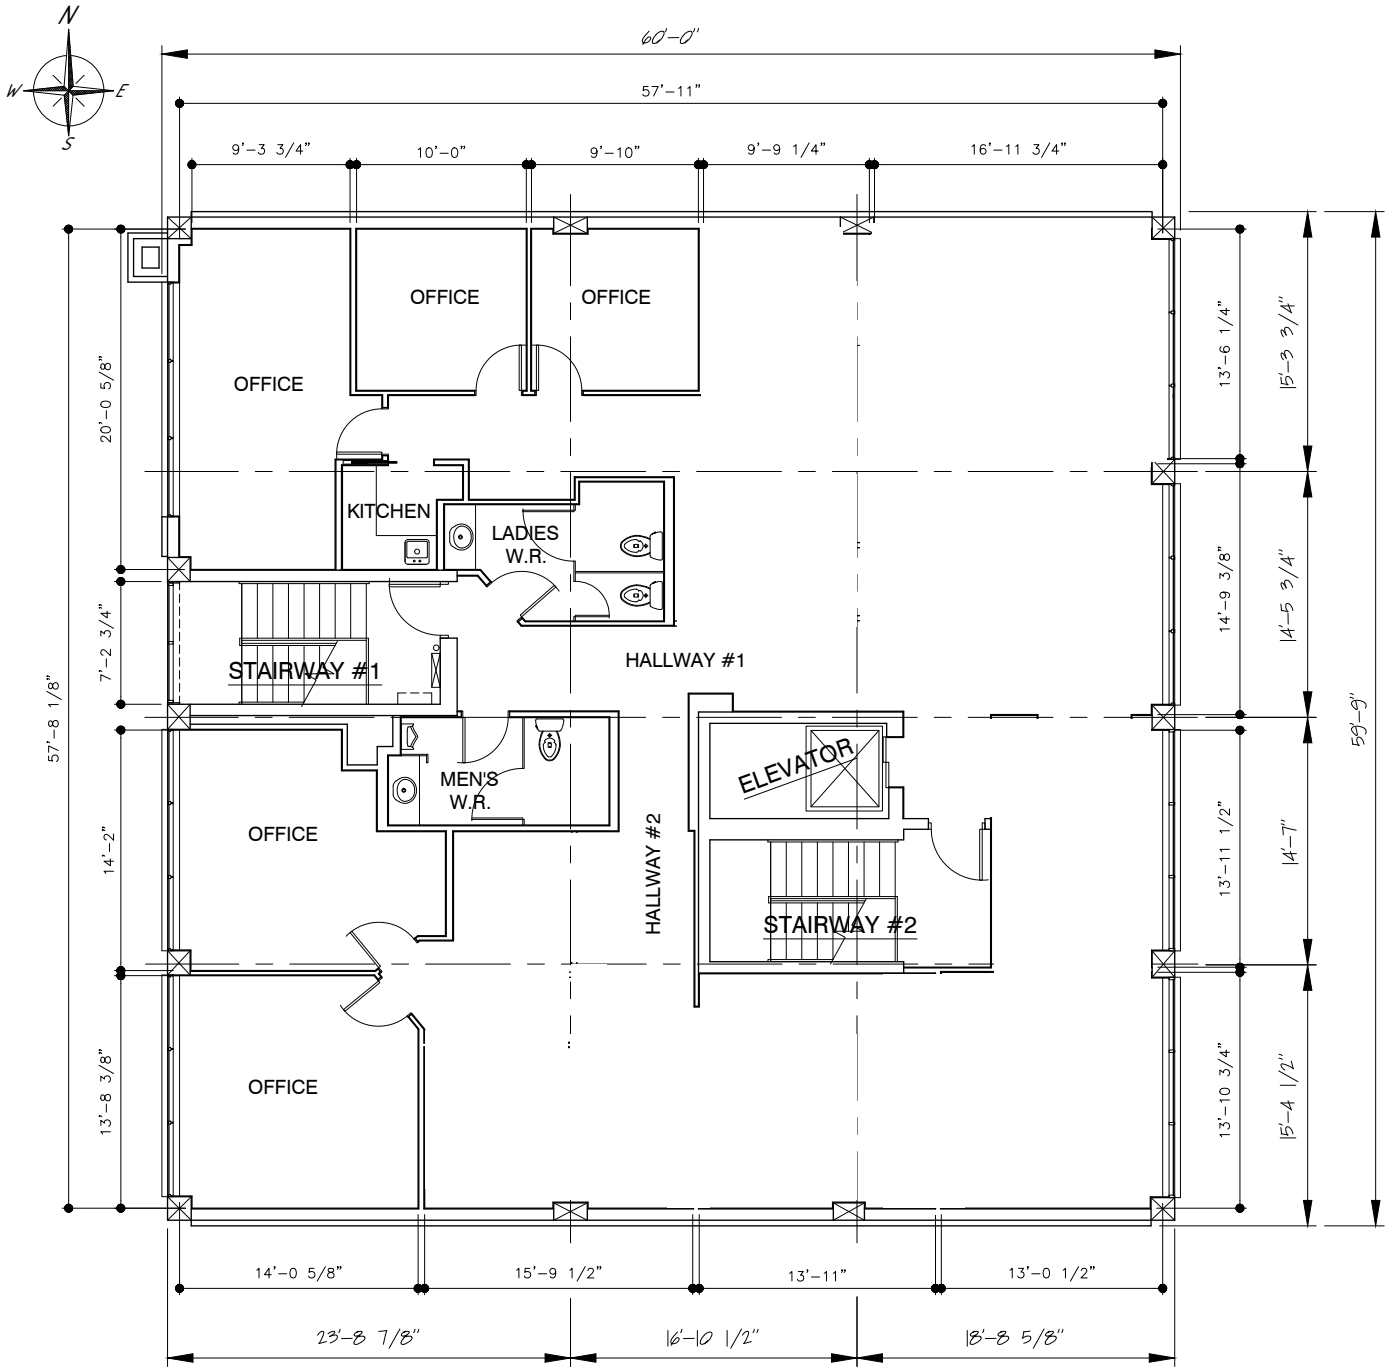 N
60'-0"
W
E
57'-11"
S
9'-3 3/4"
10'-0"
9'-10"
9'-9 1/4"
16'-11 3/4"
OFFICE
OFFICE
13'-6 1/4"
15'-3 3/4"
20'-0 5/8"
OFFICE
KITCHEN
LADIES
W.R.
14'-9 3/8"
14'-5 3/4"
7'-2 3/4"
STAIRWAY #1
HALLWAY #1
57'-8 1/8"
59'-9"
ELEVATOR
MEN'S
W.R.
14'-2"
OFFICE
HALLWAY #2
13'-11 1/2"
14'-7"
STAIRWAY #2
13'-8 3/8"
OFFICE
13'-10 3/4"
15'-4 1/2"
14'-0 5/8"
15'-9 1/2"
13'-11"
13'-0 1/2"
23'-8 7/8"
16'-10 1/2"
18'-8 5/8"